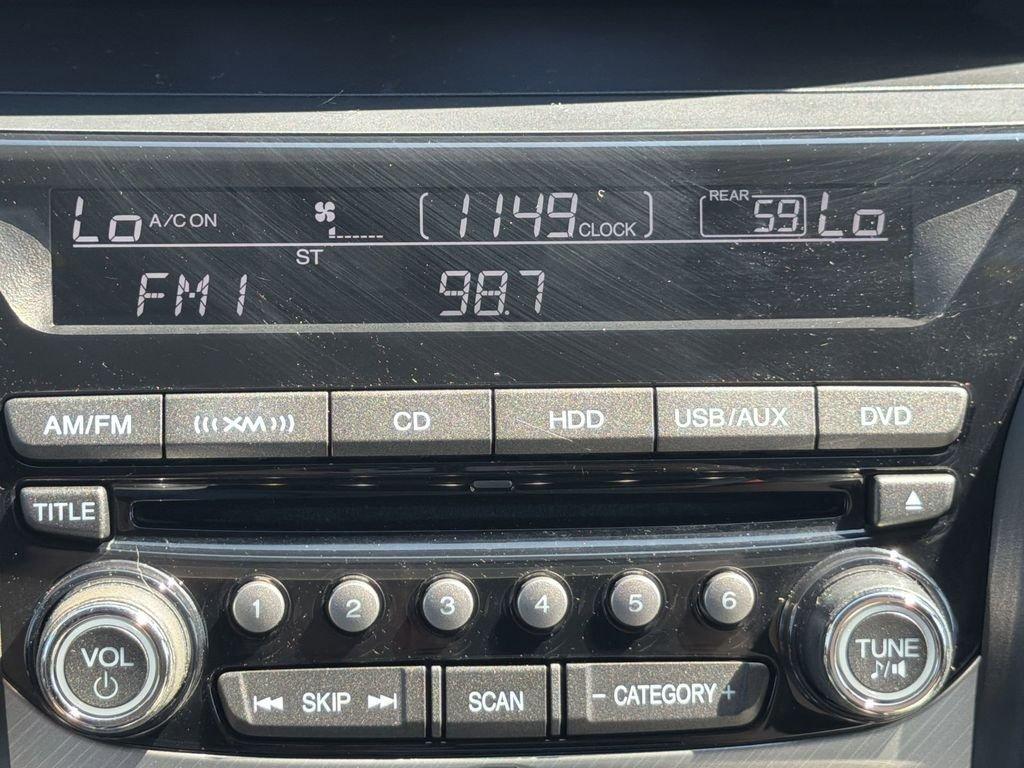 Lo A/C ON 1149 CLOCK REAR 59. Lo
ST
FM1 98.7
AM/FM XM CD HDD USB/AUX DVD
TITLE
1 2 3 4 5 6
VOL TUNE
SKIP SCAN - CATEGORY +